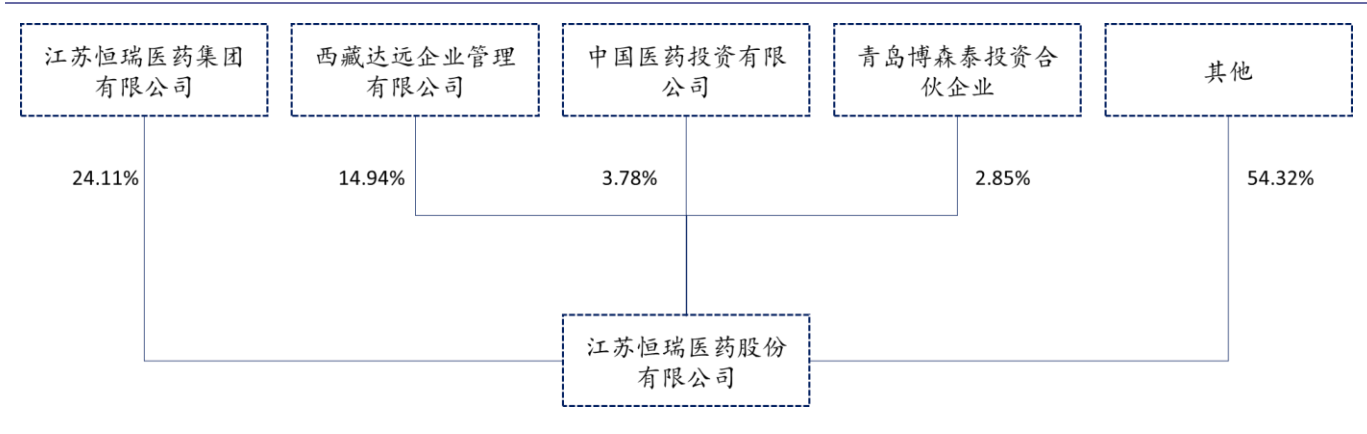 江苏恒瑞医药集团
有限公司
西藏达远企业管理
有限公司
中国医药投资有限
公司
青岛博森泰投资合
伙企业
其他
24.11%
14.94%
3.78%
2.85%
54.32%
江苏恒瑞医药股份
有限公司